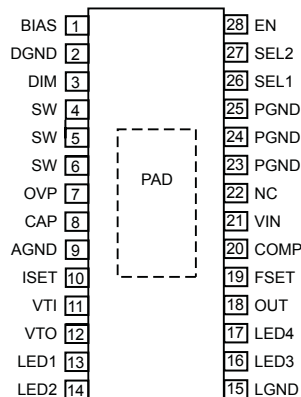 BIAS 1 28 EN
DGND 2 27 SEL2
DIM 3 26 SEL1
SW 4 25 PGND
SW 5 24 PGND
SW 6 23 PGND
OVP 7 PAD 22 NC
CAP 8 21 VIN
AGND 9 20 COMP
ISET 10 19 FSET
VTI 11 18 OUT
VTO 12 17 LED4
LED1 13 16 LED3
LED2 14 15 LGND